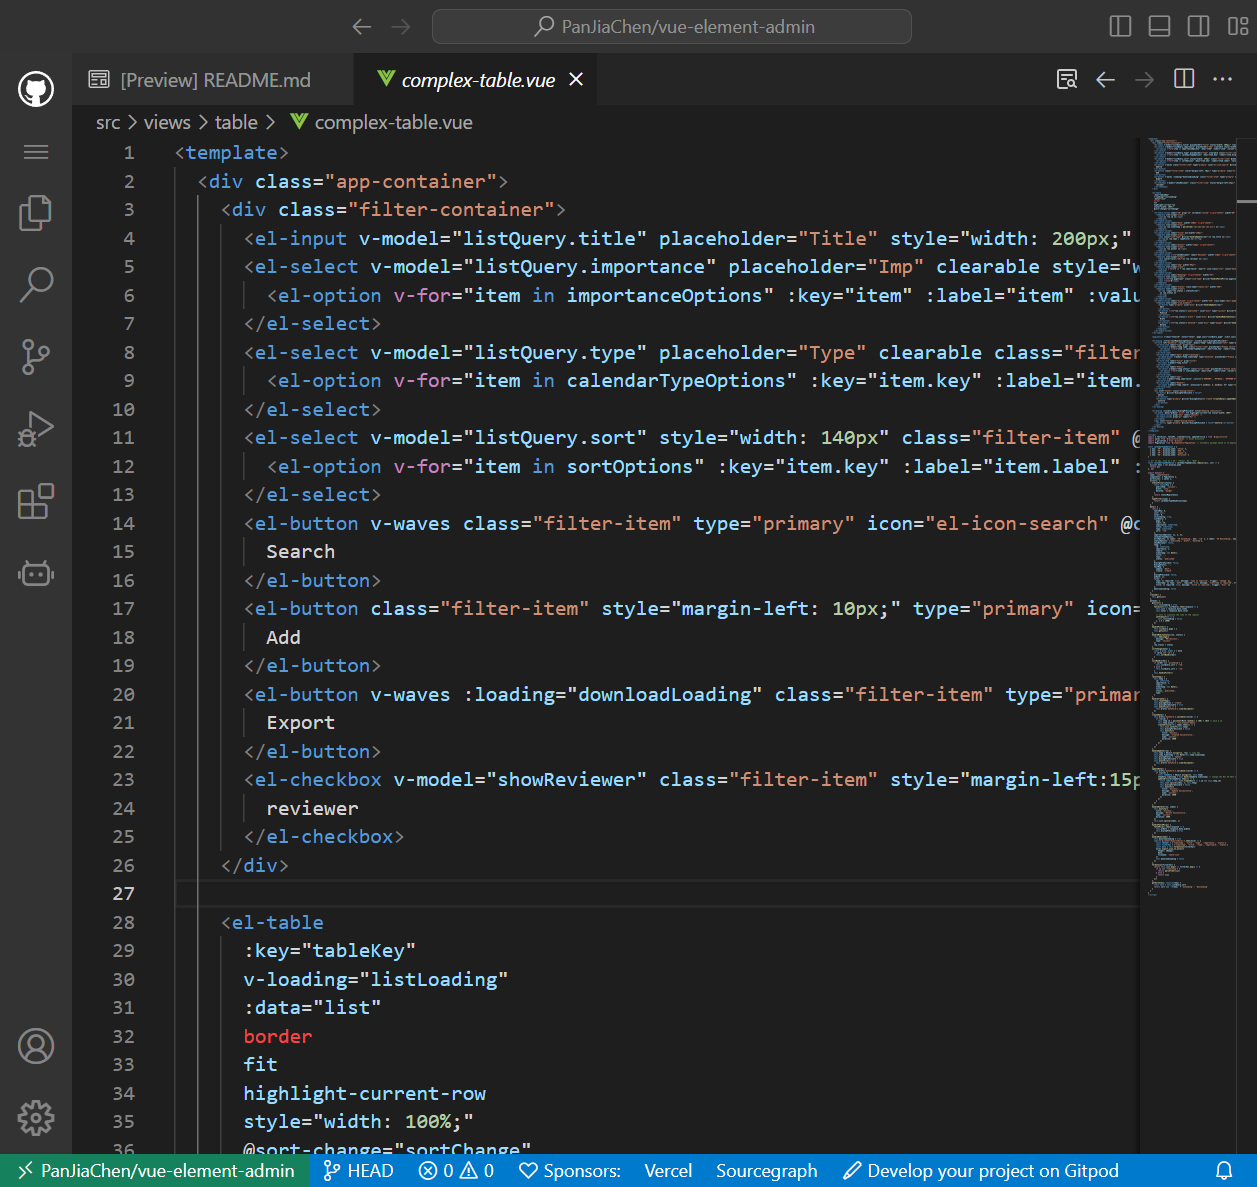 PanJiaChen/vue-element-admin
[Preview] README.md
complex-table.vue
src > views > table > complex-table.vue
1 <template>
2 <div class="app-container">
3 <div class="filter-container">
4 <el-input v-model="listQuery.title" placeholder="Title" style="width: 200px;"
5 <el-select v-model="listQuery.importance" placeholder="Imp" clearable style="w
6 <el-option v-for="item in importanceOptions" :key="item" :label="item" :valu
7 </el-select>
8 <el-select v-model="listQuery.type" placeholder="Type" clearable class="filter
9 <el-option v-for="item in calendarTypeOptions" :key="item.key" :label="item.
10 </el-select>
11 <el-select v-model="listQuery.sort" style="width: 140px" class="filter-item" @
12 <el-option v-for="item in sortOptions" :key="item.key" :label="item.label" :
13 </el-select>
14 <el-button v-waves class="filter-item" type="primary" icon="el-icon-search" @c
15 Search
16 </el-button>
17 <el-button class="filter-item" style="margin-left: 10px;" type="primary" icon=
18 Add
19 </el-button>
20 <el-button v-waves :loading="downloadLoading" class="filter-item" type="primar
21 Export
22 </el-button>
23 <el-checkbox v-model="showReviewer" class="filter-item" style="margin-left:15p
24 reviewer
25 </el-checkbox>
26 </div>
27
28 <el-table
29 :key="tableKey"
30 v-loading="listLoading"
31 :data="list"
32 border
33 fit
34 highlight-current-row
35 style="width: 100%;"
36 @sort-change="sortChange"
PanJiaChen/vue-element-admin HEAD 0 0 Sponsors: Vercel Sourcegraph Develop your project on Gitpod